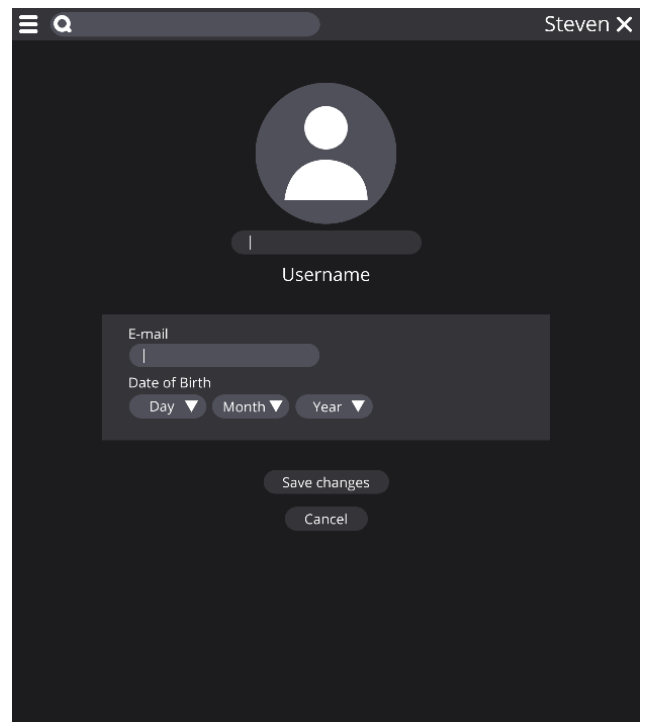 Steven
Username
E-mail
Date of Birth
Day Month Year
Save changes
Cancel